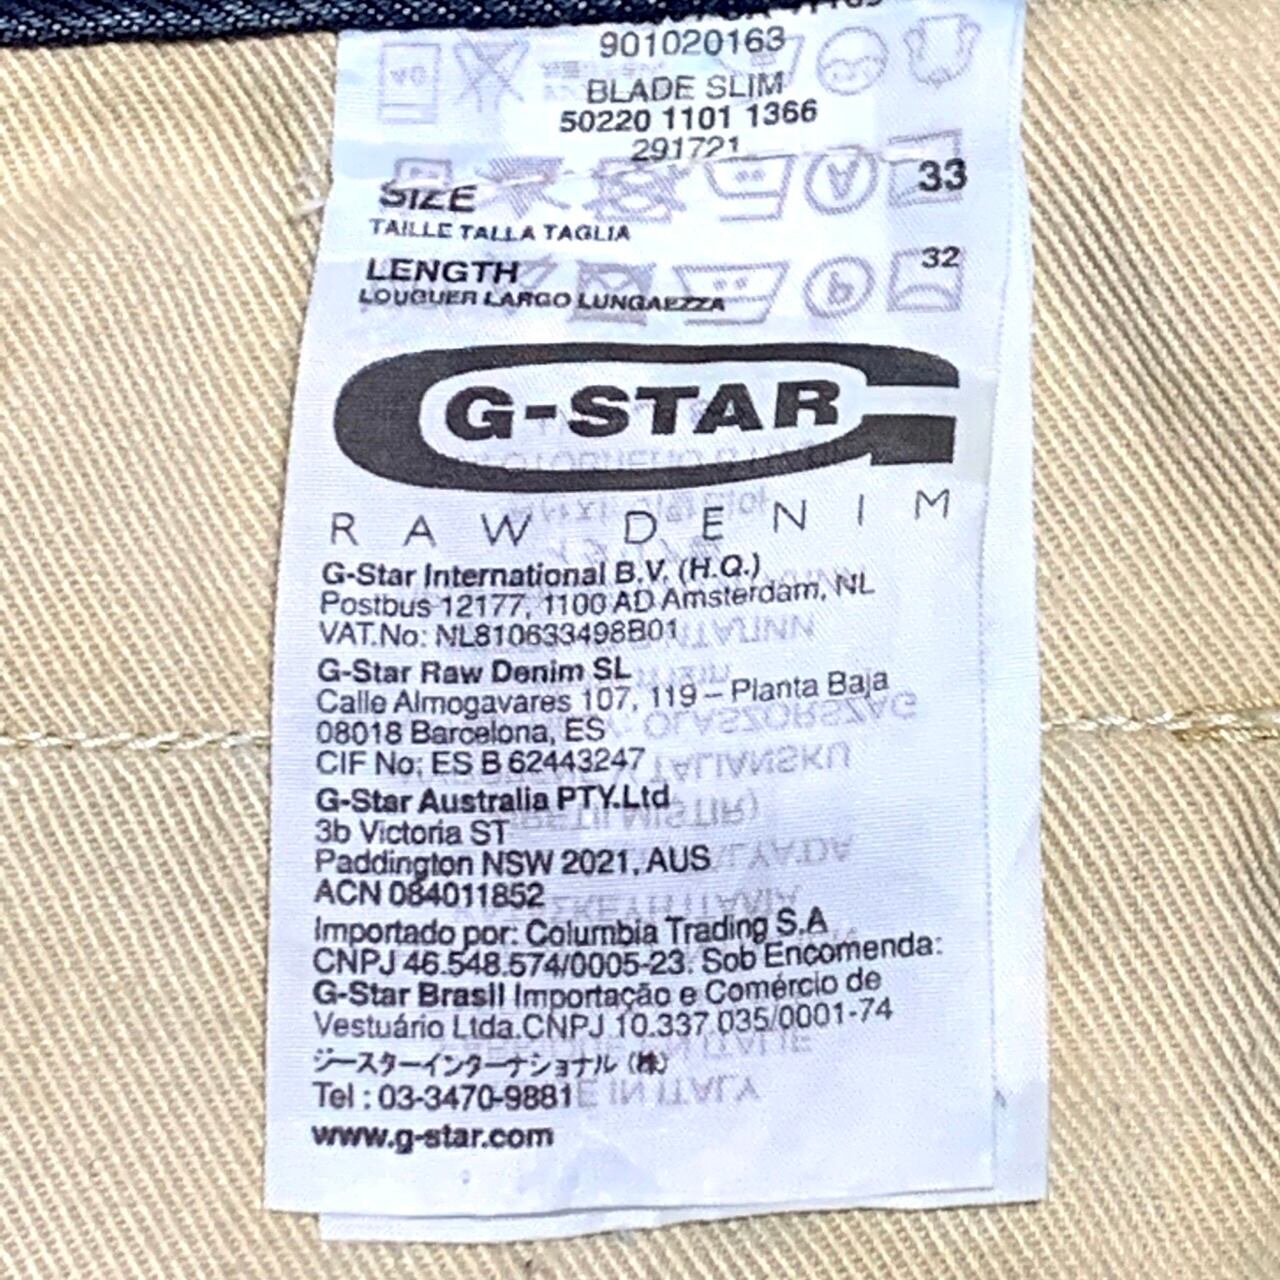 901020163
BLADE SLIM
50220 1101 1366
291721
SIZE 33
TAILLE TALLA TAGLIA
LENGTH 32
LOUGUER LARGO LUNGAEZZA
G-STAR
RAW DENIM
G-Star International B.V. (H.Q.)
Postbus 12177, 1100 AD Amsterdam, NL
VAT.No: NL810633498B01
G-Star Raw Denim SL
Calle Almogavares 107, 119 – Planta Baja
08018 Barcelona, ES
CIF No: ES B 62443247
G-Star Australia PTY.Ltd
3b Victoria ST
Paddington NSW 2021, AUS
ACN 084011852
Importado por: Columbia Trading S.A
CNPJ 46.548.574/0005-23. Sob Encomenda:
G-Star Brasil Importação e Comércio de
Vestuário Ltda.CNPJ 10.337 035/0001-74
ジースターインターナショナル (株)
Tel : 03-3470-9881
www.g-star.com